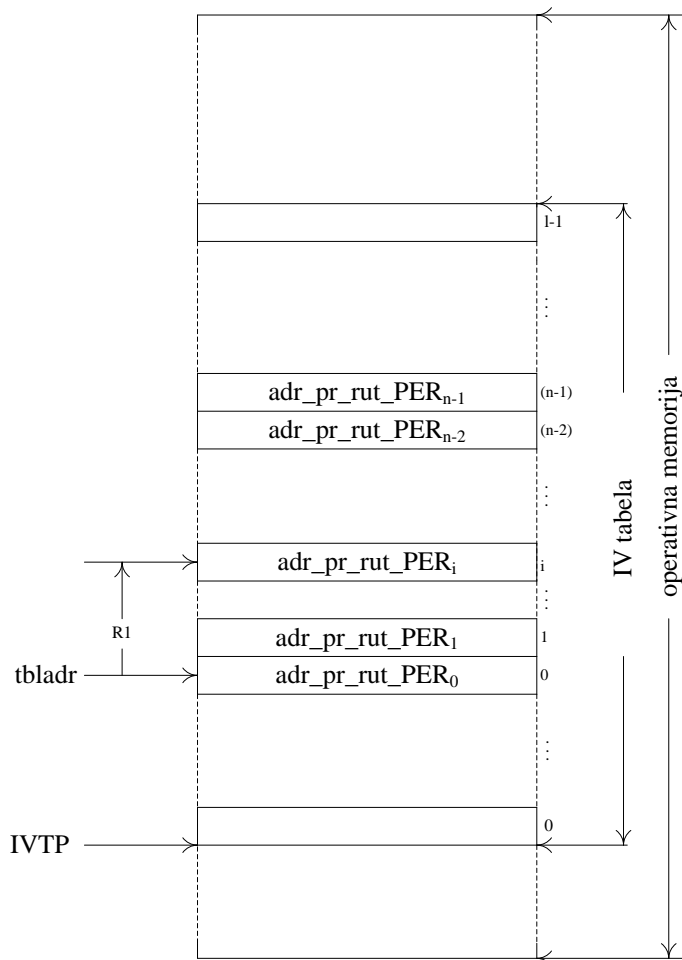 l-1
⋮
adr_pr_rut_PERn-1 (n-1)
adr_pr_rut_PERn-2 (n-2)
⋮
adr_pr_rut_PERi i
⋮
R1
adr_pr_rut_PER1 1
tbladr adr_pr_rut_PER0 0
⋮
0
IVTP
IV tabela
operativna memorija